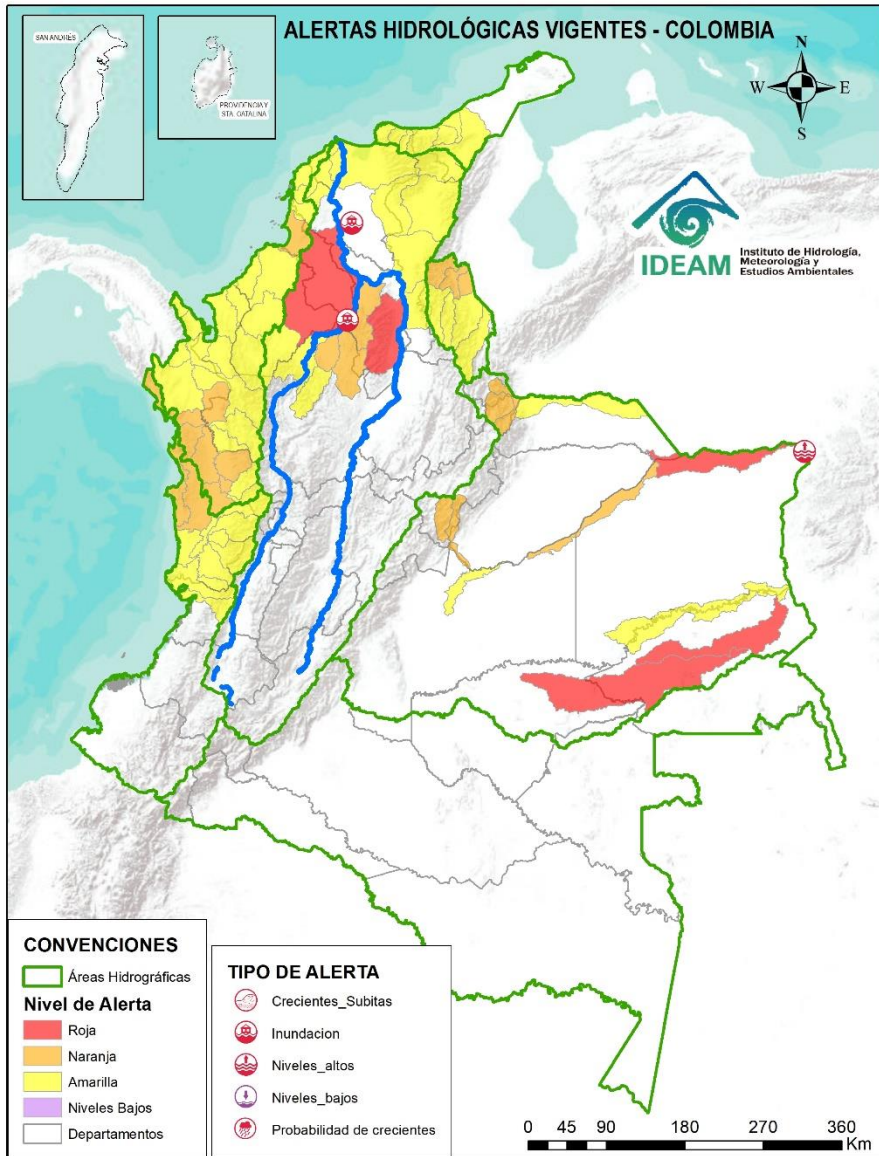 ALERTAS HIDROLÓGICAS VIGENTES - COLOMBIA
SAN ANDRÉS
PROVIDENCIA Y
STA. CATALINA
N
W
E
S
IDEAM
Instituto de Hidrología,
Meteorología y
Estudios Ambientales
CONVENCIONES
Áreas Hidrográficas
Nivel de Alerta
Roja
Naranja
Amarilla
Niveles Bajos
Departamentos
TIPO DE ALERTA
Crecientes_Subitas
Inundacion
Niveles_altos
Niveles_bajos
Probabilidad de crecientes
0 45 90 180 270 360
Km